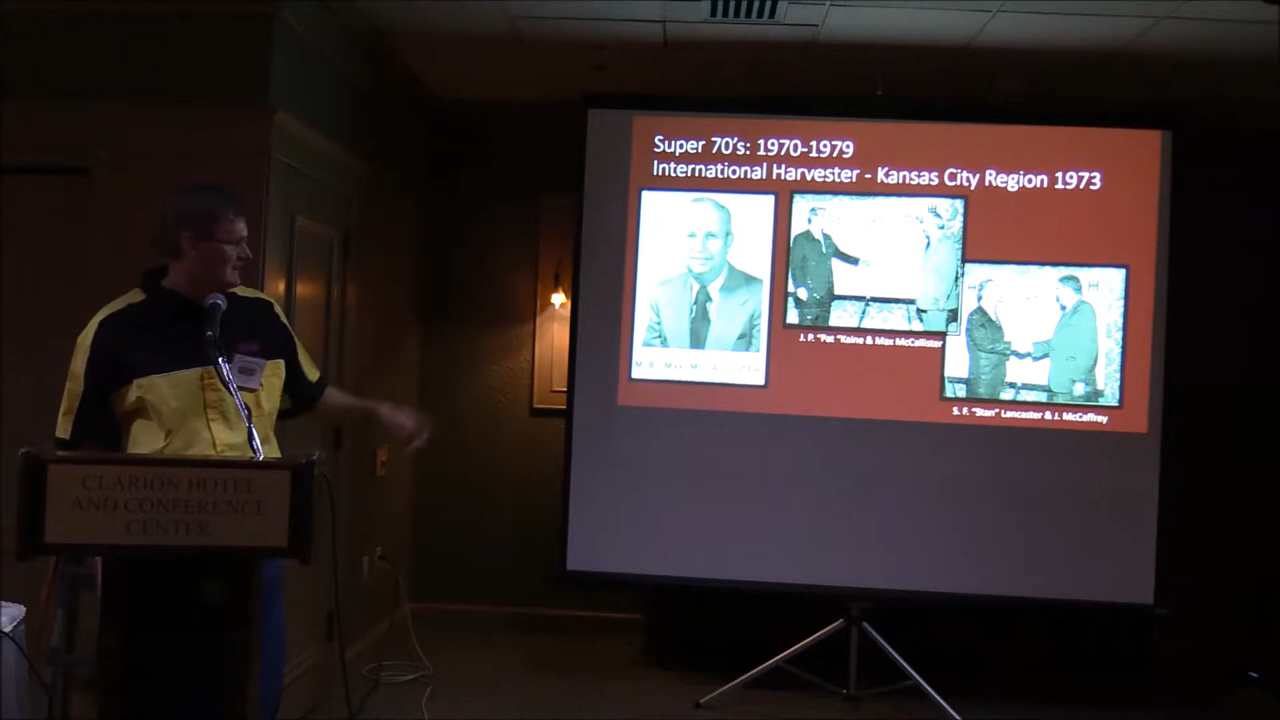 Super 70's: 1970-1979
International Harvester - Kansas City Region 1973
J. P. "Pat "Kaine & Max McCallister
S. F. "Stan" Lancaster & J. McCaffrey
CLARION HOTEL
AND CONFERENCE
CENTER